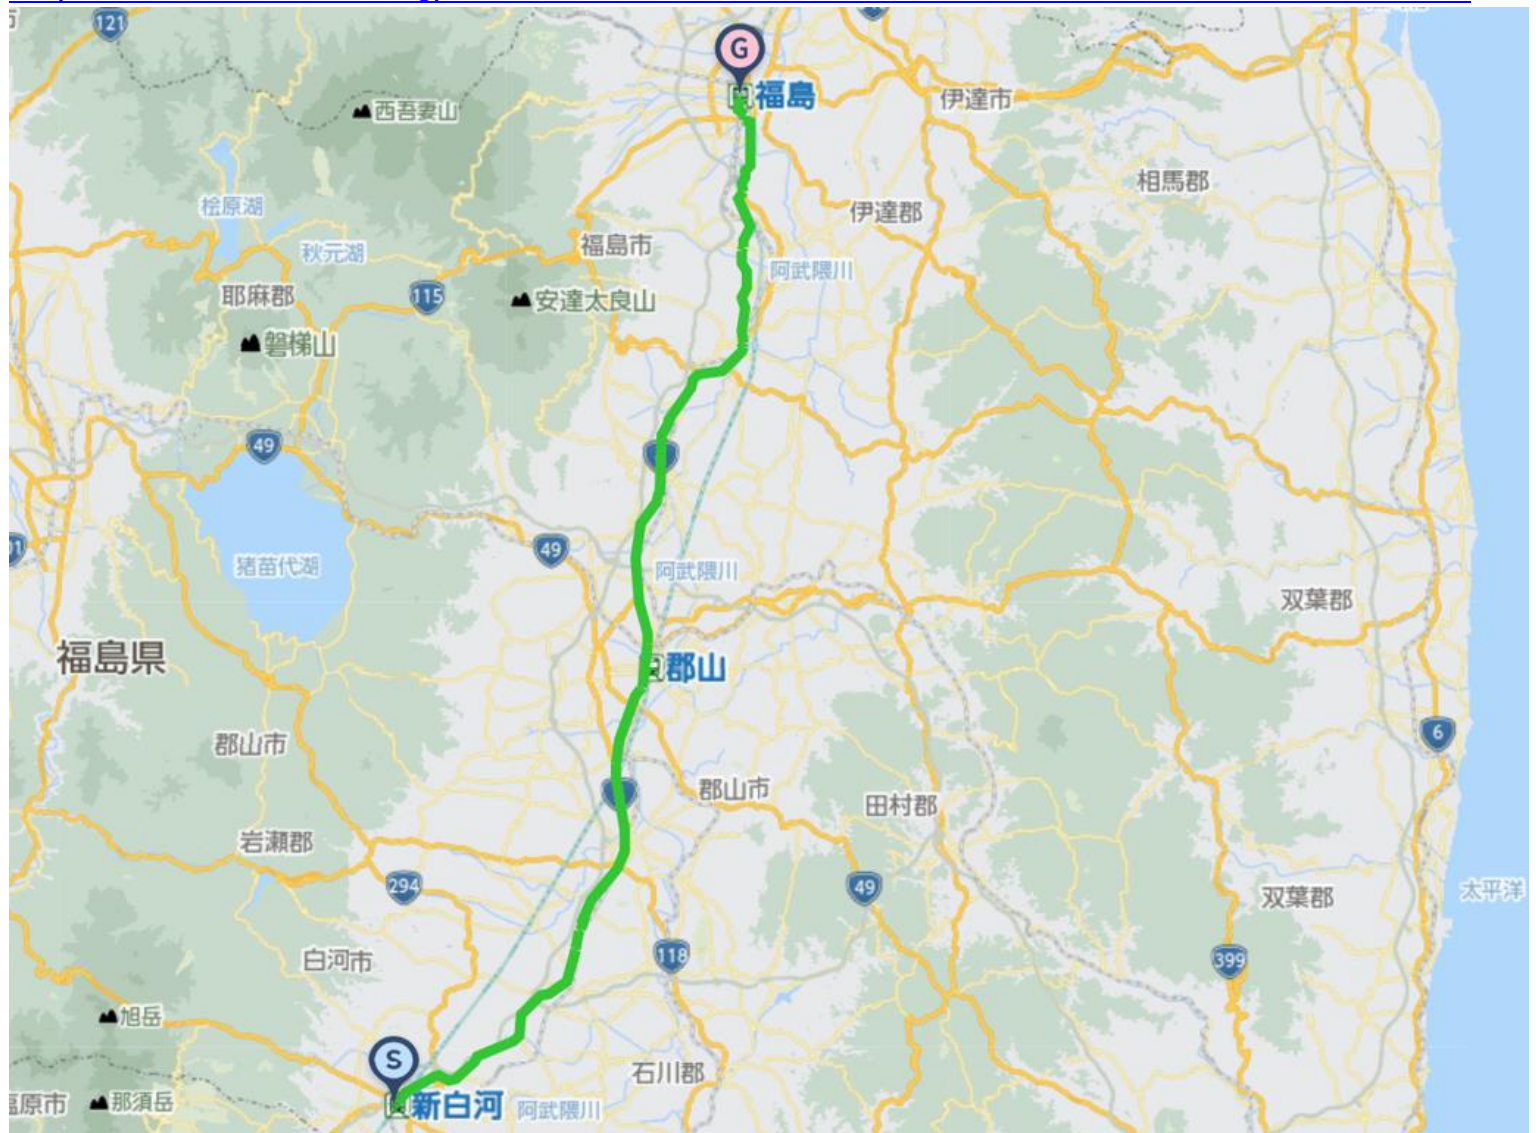 121
G
福島
西吾妻山
伊達市
相馬郡
桧原湖
伊達郡
福島市
秋元湖
阿武隈川
耶麻郡
115
安達太良山
磐梯山
49
49
猪苗代湖
阿武隈川
双葉郡
福島県
郡山
郡山市
6
郡山市
田村郡
岩瀬郡
294
49
双葉郡
太平洋
白河市
118
399
旭岳
S
石川郡
那須岳
新白河
阿武隈川
原市